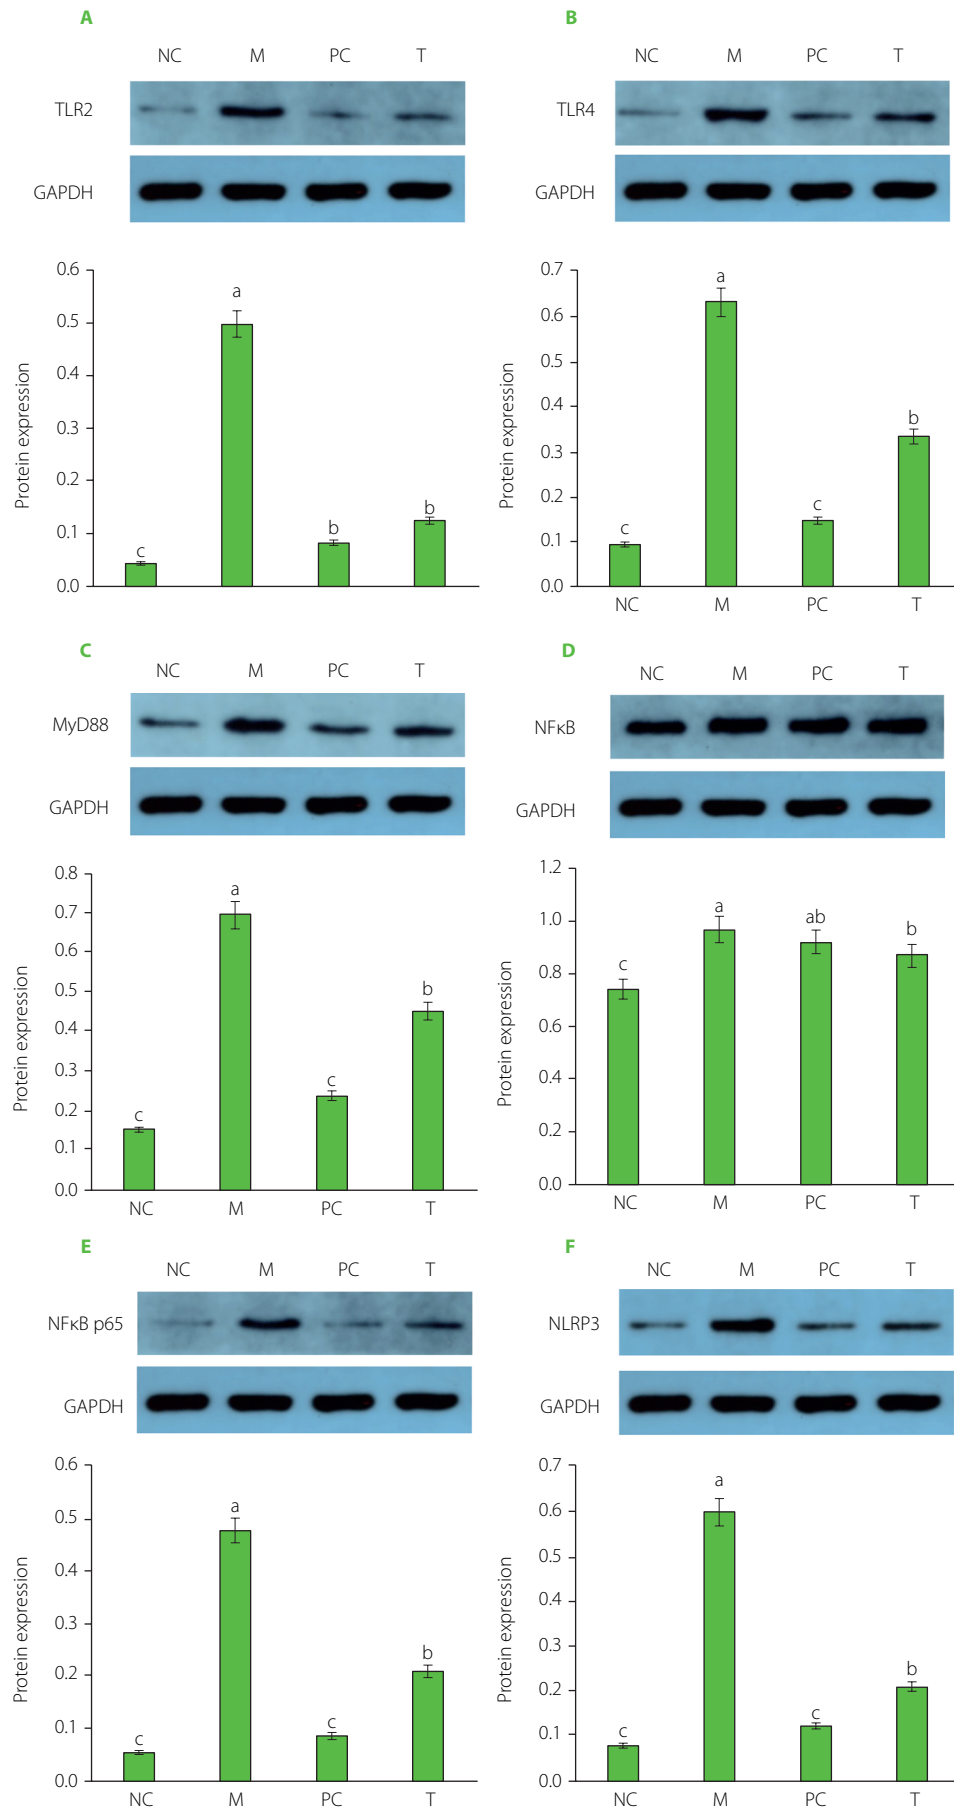 A
NC M PC T
TLR2
GAPDH
0.6
0.5
0.4
0.3
0.2
0.1
0.0
Protein expression
c
a
b
b
B
NC M PC T
TLR4
GAPDH
0.7
0.6
0.5
0.4
0.3
0.2
0.1
0.0
Protein expression
c
a
c
b
NC M PC T
C
NC M PC T
MyD88
GAPDH
0.8
0.7
0.6
0.5
0.4
0.3
0.2
0.1
0.0
Protein expression
c
a
c
b
NC M PC T
D
NC M PC T
NFκB
GAPDH
1.2
1.0
0.8
0.6
0.4
0.2
0.0
Protein expression
c
a
ab
b
NC M PC T
E
NC M PC T
NFκB p65
GAPDH
0.6
0.5
0.4
0.3
0.2
0.1
0.0
Protein expression
c
a
c
b
NC M PC T
F
NC M PC T
NLRP3
GAPDH
0.7
0.6
0.5
0.4
0.3
0.2
0.1
0.0
Protein expression
c
a
c
b
NC M PC T